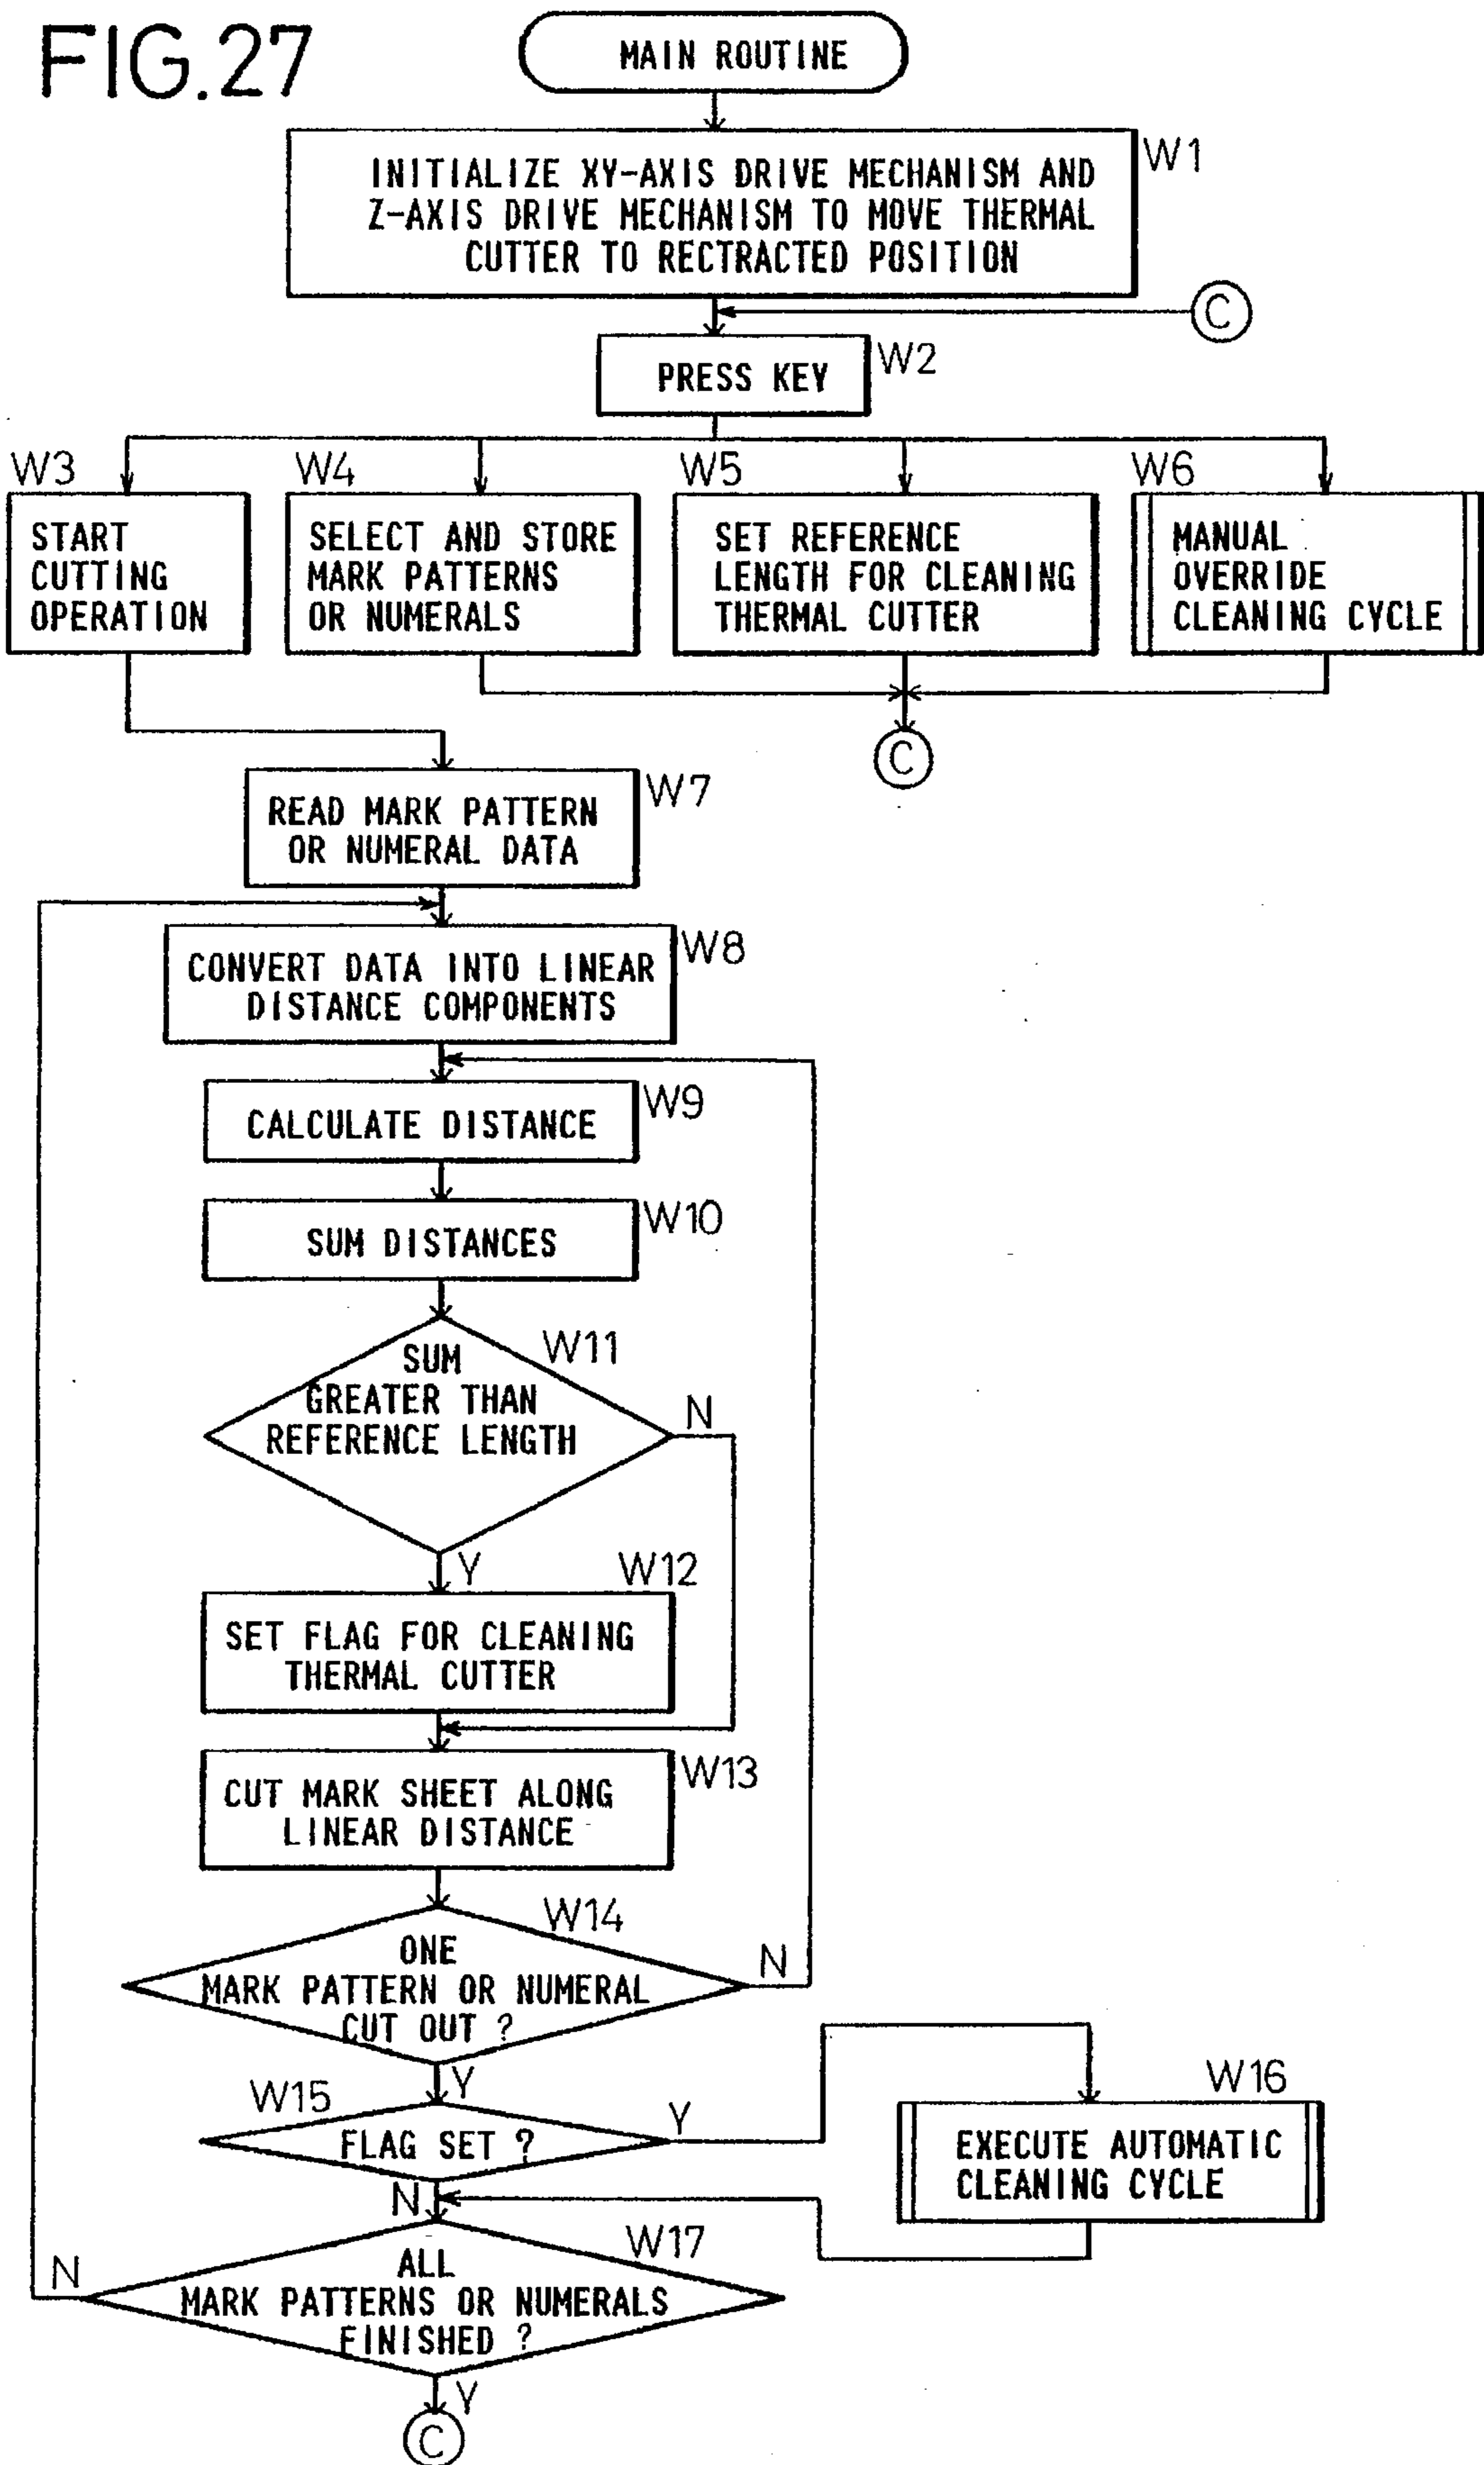 FIG.27
MAIN ROUTINE
W1
INITIALIZE XY-AXIS DRIVE MECHANISM AND
Z-AXIS DRIVE MECHANISM TO MOVE THERMAL
CUTTER TO RECTRACTED POSITION
C
W2
PRESS KEY
W3
START
CUTTING
OPERATION
W4
SELECT AND STORE
MARK PATTERNS
OR NUMERALS
W5
SET REFERENCE
LENGTH FOR CLEANING
THERMAL CUTTER
W6
MANUAL
OVERRIDE
CLEANING CYCLE
C
W7
READ MARK PATTERN
OR NUMERAL DATA
W8
CONVERT DATA INTO LINEAR
DISTANCE COMPONENTS
W9
CALCULATE DISTANCE
W10
SUM DISTANCES
W11
SUM
GREATER THAN
REFERENCE LENGTH
N
Y
W12
SET FLAG FOR CLEANING
THERMAL CUTTER
W13
CUT MARK SHEET ALONG
LINEAR DISTANCE
W14
ONE
MARK PATTERN OR NUMERAL
CUT OUT ?
N
Y
W15
FLAG SET ?
Y
N
W16
EXECUTE AUTOMATIC
CLEANING CYCLE
W17
ALL
MARK PATTERNS OR NUMERALS
FINISHED ?
N
Y
C